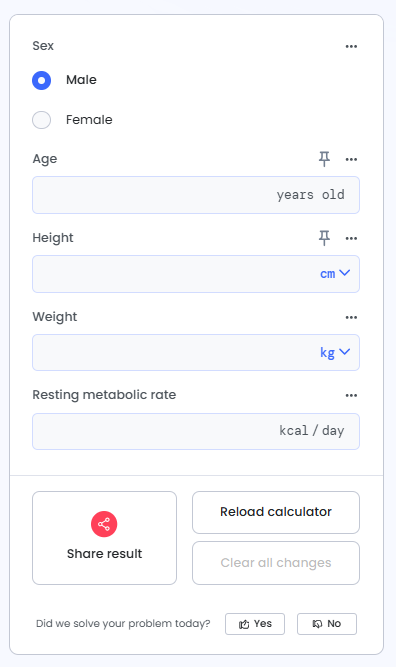 Sex
Male
Female
Age
years old
Height
cm
Weight
kg
Resting metabolic rate
kcal/day
Share result
Reload calculator
Clear all changes
Did we solve your problem today? Yes No